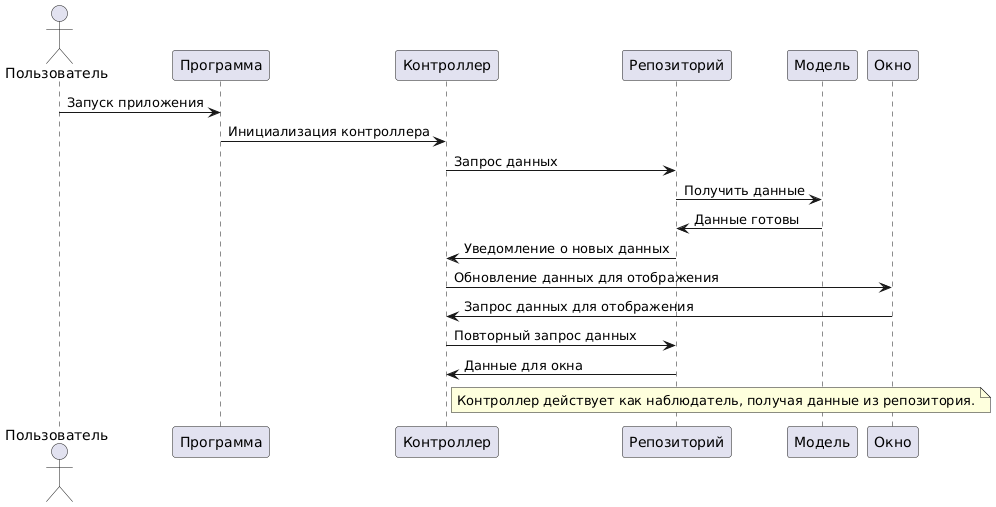 Пользователь
Программа
Контроллер
Репозиторий
Модель
Окно
Запуск приложения
Инициализация контроллера
Запрос данных
Получить данные
Данные готовы
Уведомление о новых данных
Обновление данных для отображения
Запрос данных для отображения
Повторный запрос данных
Данные для окна
Контроллер действует как наблюдатель, получая данные из репозитория.
Пользователь
Программа
Контроллер
Репозиторий
Модель
Окно